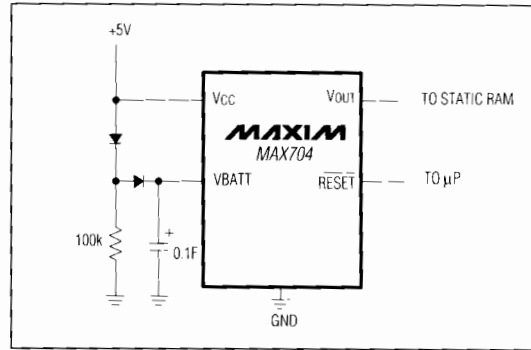 +5V
VCC
VOUT
TO STATIC RAM
MAXIM
MAX704
VBATT
RESET
TO µP
100k
+
0.1F
GND